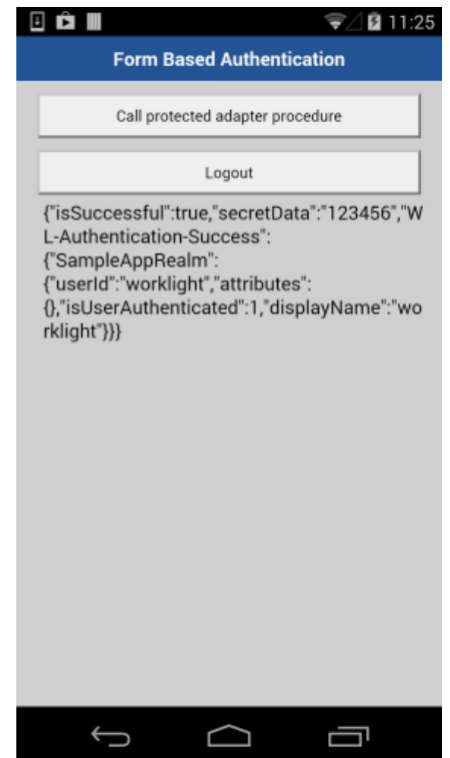 11:25
Form Based Authentication
Call protected adapter procedure
Logout
{"isSuccessful":true,"secretData":"123456","W
L-Authentication-Success":
{"SampleAppRealm":
{"userId":"worklight","attributes":
{},"isUserAuthenticated":1,"displayName":"wo
rklight"}}}